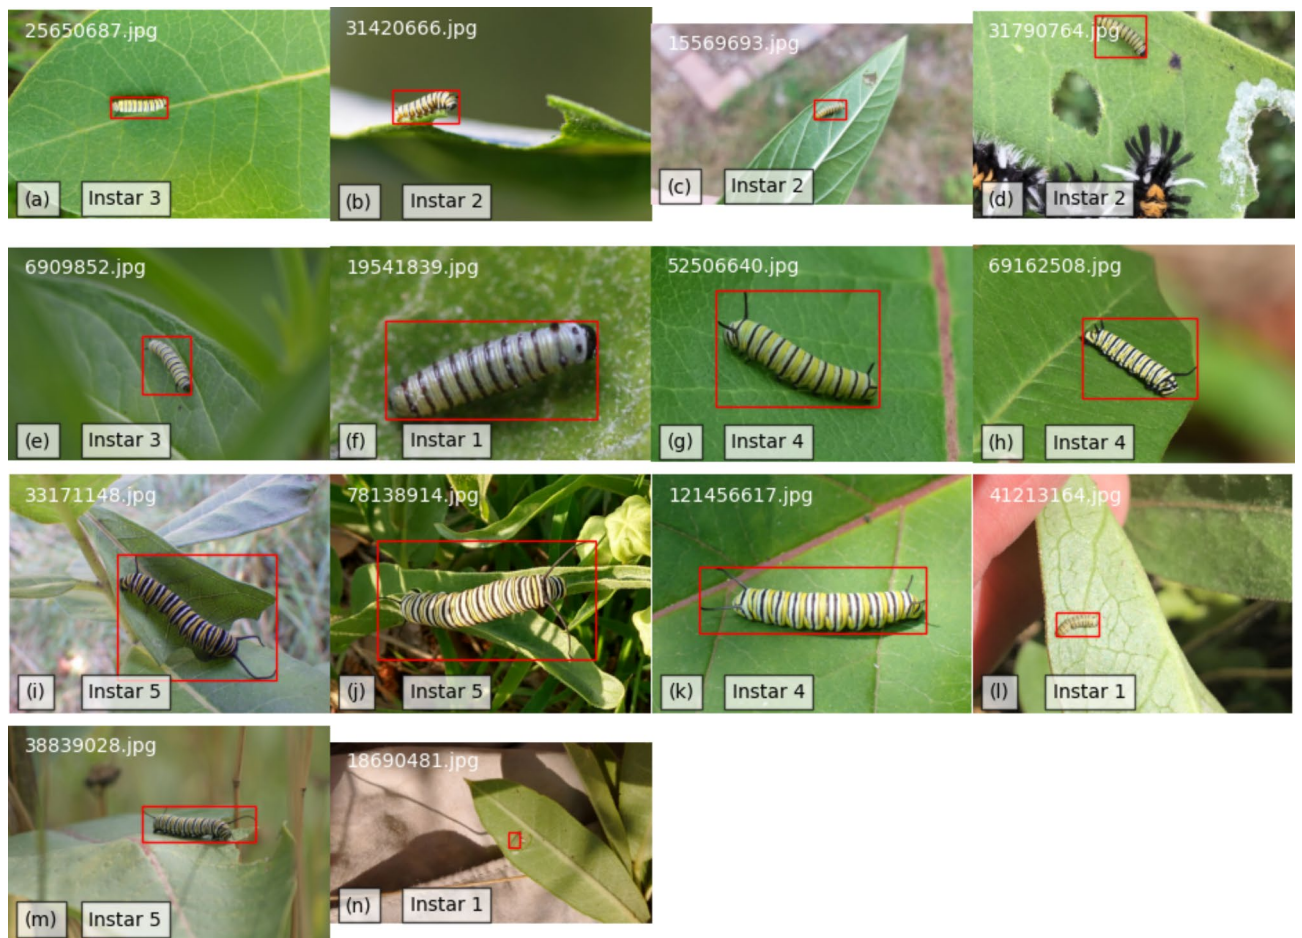 25650687.jpg
(a) Instar 3
31420666.jpg
(b) Instar 2
15569693.jpg
(c) Instar 2
31790764.jpg
(d) Instar 2
6909852.jpg
(e) Instar 3
19541839.jpg
(f) Instar 1
52506640.jpg
(g) Instar 4
69162508.jpg
(h) Instar 4
33171148.jpg
(i) Instar 5
78138914.jpg
(j) Instar 5
121456617.jpg
(k) Instar 4
41213164.jpg
(l) Instar 1
38839028.jpg
(m) Instar 5
18690481.jpg
(n) Instar 1